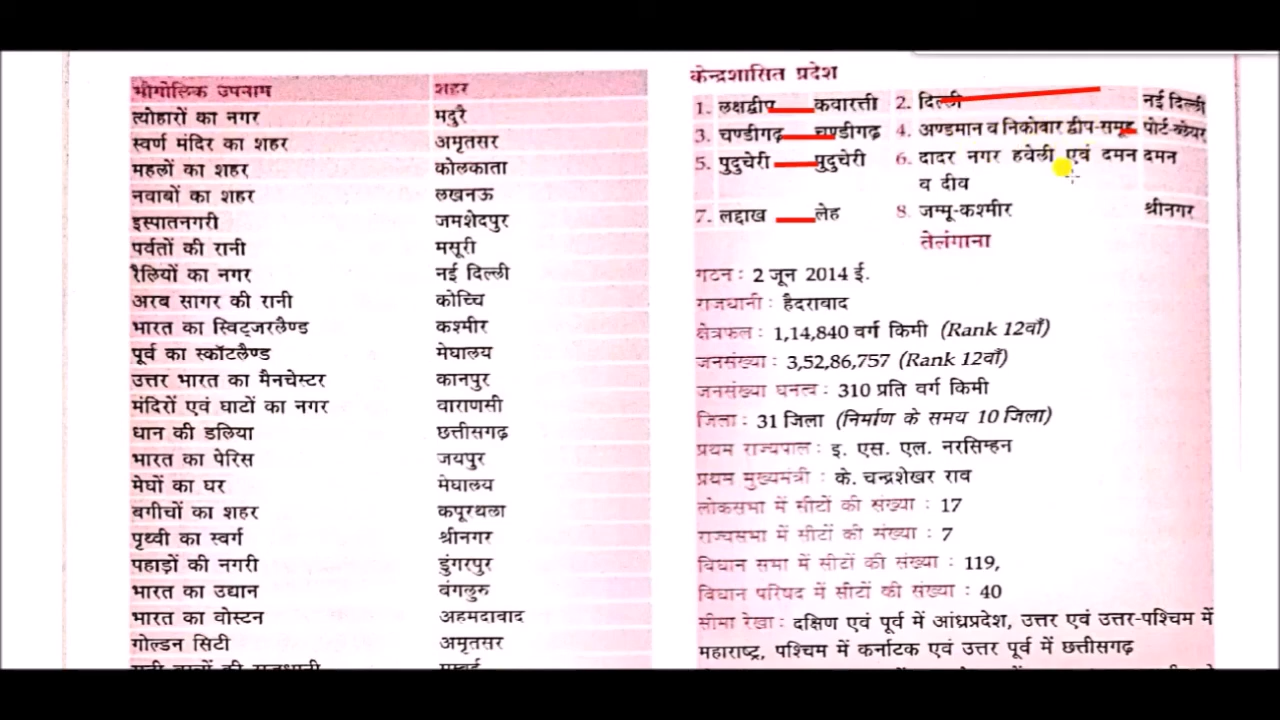 भौगोलिक उपनाम शहर
त्योहारों का नगर मदुरै
स्वर्ण मंदिर का शहर अमृतसर
महलों का शहर कोलकाता
नवाबों का शहर लखनऊ
इस्पातनगरी जमशेदपुर
पर्वतों की रानी मसूरी
रैलियों का नगर नई दिल्ली
अरब सागर की रानी कोच्चि
भारत का स्विट्जरलैण्ड कश्मीर
पूर्व का स्कॉटलैण्ड मेघालय
उत्तर भारत का मैनचेस्टर कानपुर
मंदिरों एवं घाटों का नगर वाराणसी
धान की डलिया छत्तीसगढ़
भारत का पेरिस जयपुर
मेघों का घर मेघालय
बगीचों का शहर कपूरथला
पृथ्वी का स्वर्ग श्रीनगर
पहाड़ों की नगरी डुंगरपुर
भारत का उद्यान बंगलुरु
भारत का वोस्टन अहमदावाद
गोल्डन सिटी अमृतसर
केन्द्रशासित प्रदेश
1. लक्षद्वीप कवारत्ती 2. दिल्ली नई दिल्ली
3. चण्डीगढ़ चण्डीगढ़ 4. अण्डमान व निकोबार द्वीप-समूह पोर्ट-ब्लेयर
5. पुदुचेरी पुदुचेरी 6. दादर नगर हवेली एवं दमन दमन
व दीव
7. लद्दाख लेह 8. जम्मू-कश्मीर श्रीनगर
तेलंगाना
गठन : 2 जून 2014 ई.
राजधानी : हैदरावाद
क्षेत्रफल : 1,14,840 वर्ग किमी (Rank 12वाँ)
जनसंख्या : 3,52,86,757 (Rank 12वाँ)
जनसंख्या घनत्व : 310 प्रति वर्ग किमी
जिला : 31 जिला (निर्माण के समय 10 जिला)
प्रथम राज्यपाल : इ. एस. एल. नरसिम्हन
प्रथम मुख्यमंत्री : के. चन्द्रशेखर राव
लोकसभा में सीटों की संख्या : 17
राज्यसभा में सीटों की संख्या : 7
विधान सभा में सीटों की संख्या : 119,
विधान परिषद में सीटों की संख्या : 40
सीमा रेखा : दक्षिण एवं पूर्व में आंध्रप्रदेश, उत्तर एवं उत्तर-पश्चिम में
महाराष्ट्र, पश्चिम में कर्नाटक एवं उत्तर पूर्व में छत्तीसगढ़